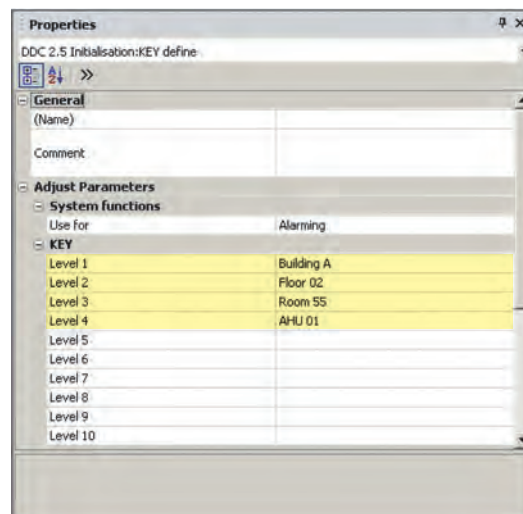 Properties
DDC 2.5 Initialisation:KEY define
General
(Name)
Comment
Adjust Parameters
System functions
Use for Alarming
KEY
Level 1 Building A
Level 2 Floor 02
Level 3 Room 55
Level 4 AHU 01
Level 5
Level 6
Level 7
Level 8
Level 9
Level 10